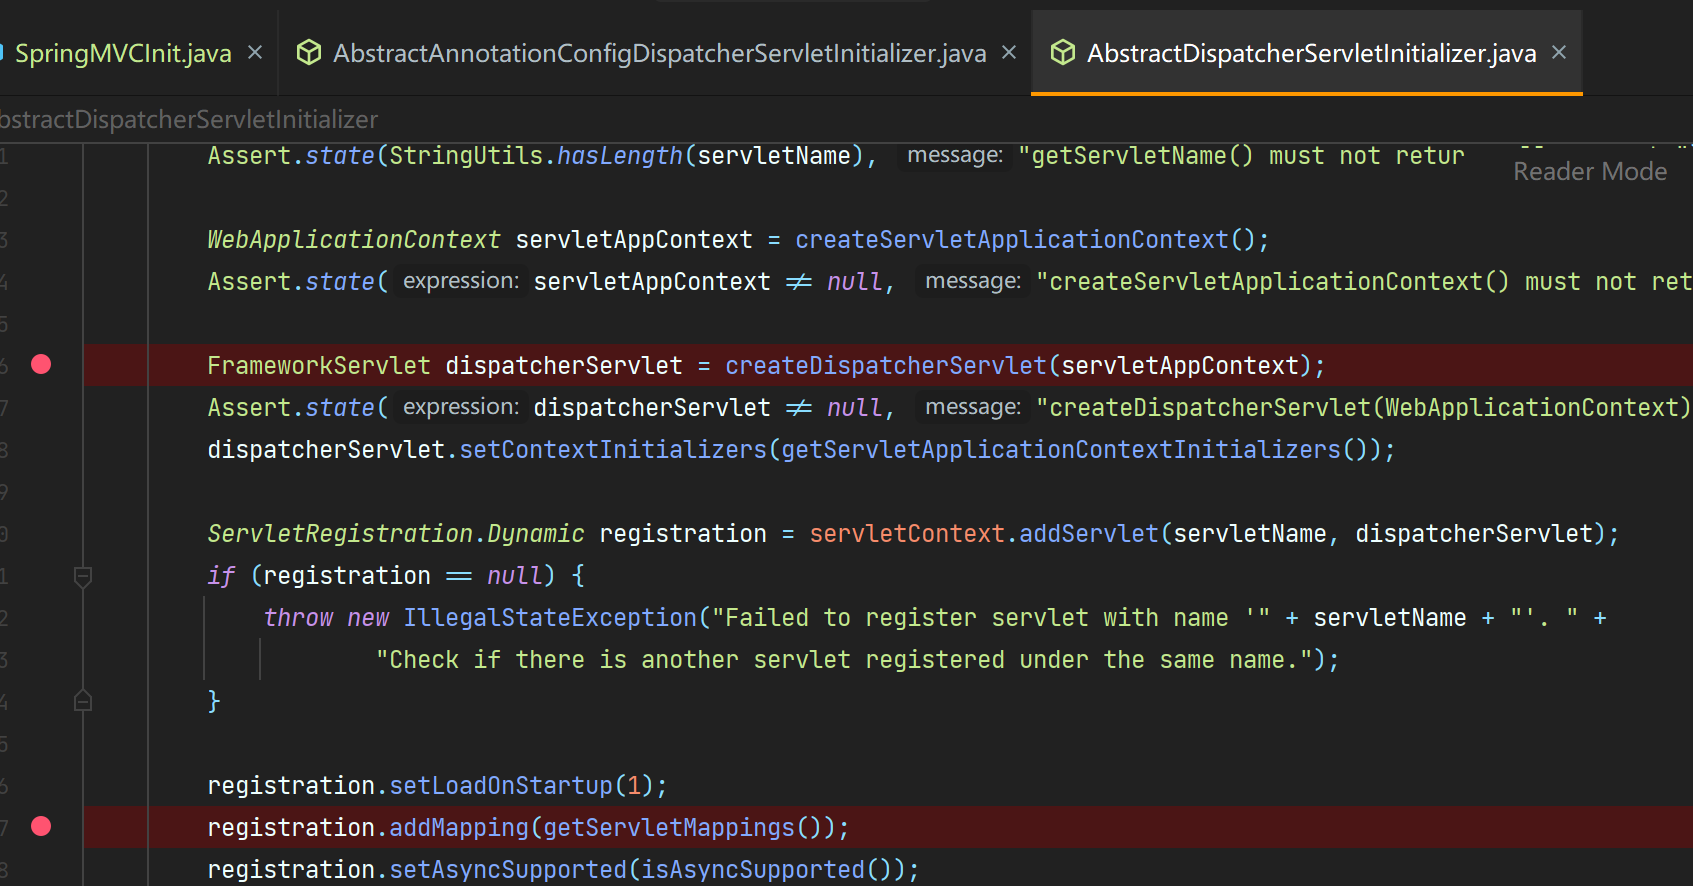 SpringMVCInit.java AbstractAnnotationConfigDispatcherServletInitializer.java AbstractDispatcherServletInitializer.java
bstractDispatcherServletInitializer
1 Assert.state(StringUtils.hasLength(servletName), message: "getServletName() must not retur
Reader Mode
2
3 WebApplicationContext servletAppContext = createServletApplicationContext();
4 Assert.state( expression: servletAppContext != null, message: "createServletApplicationContext() must not ret
5
6 FrameworkServlet dispatcherServlet = createDispatcherServlet(servletAppContext);
7 Assert.state( expression: dispatcherServlet != null, message: "createDispatcherServlet(WebApplicationContext)
8 dispatcherServlet.setContextInitializers(getServletApplicationContextInitializers());
9
0 ServletRegistration.Dynamic registration = servletContext.addServlet(servletName, dispatcherServlet);
1 if (registration == null) {
2 throw new IllegalStateException("Failed to register servlet with name '" + servletName + "'. " +
3 "Check if there is another servlet registered under the same name.");
4 }
5
6 registration.setLoadOnStartup(1);
7 registration.addMapping(getServletMappings());
8 registration.setAsyncSupported(isAsyncSupported());